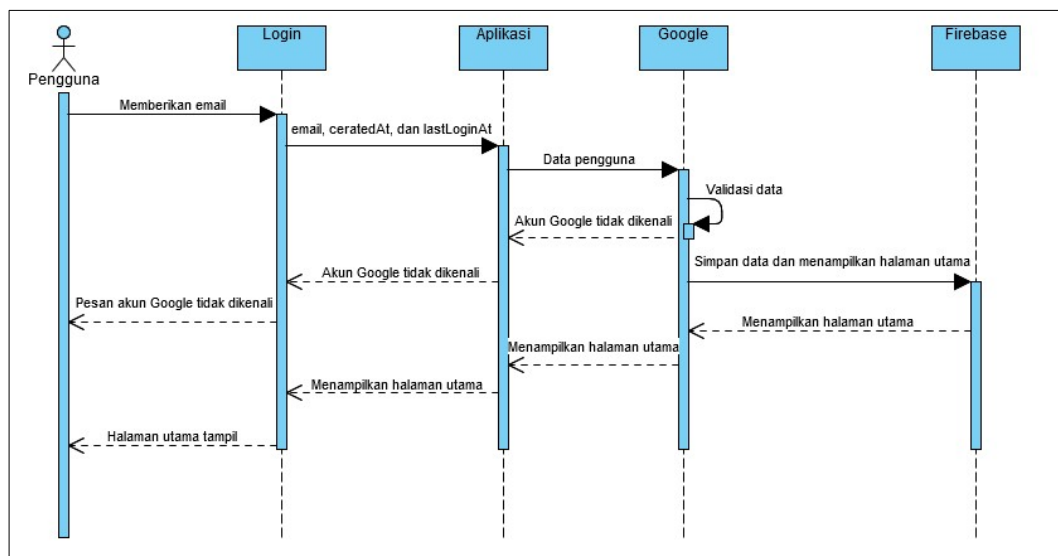 Login
Aplikasi
Google
Firebase
Pengguna
Memberikan email
email, ceratedAt, dan lastLoginAt
Data pengguna
Validasi data
Akun Google tidak dikenali
Simpan data dan menampilkan halaman utama
Akun Google tidak dikenali
Pesan akun Google tidak dikenali
Menampilkan halaman utama
Menampilkan halaman utama
Menampilkan halaman utama
Halaman utama tampil